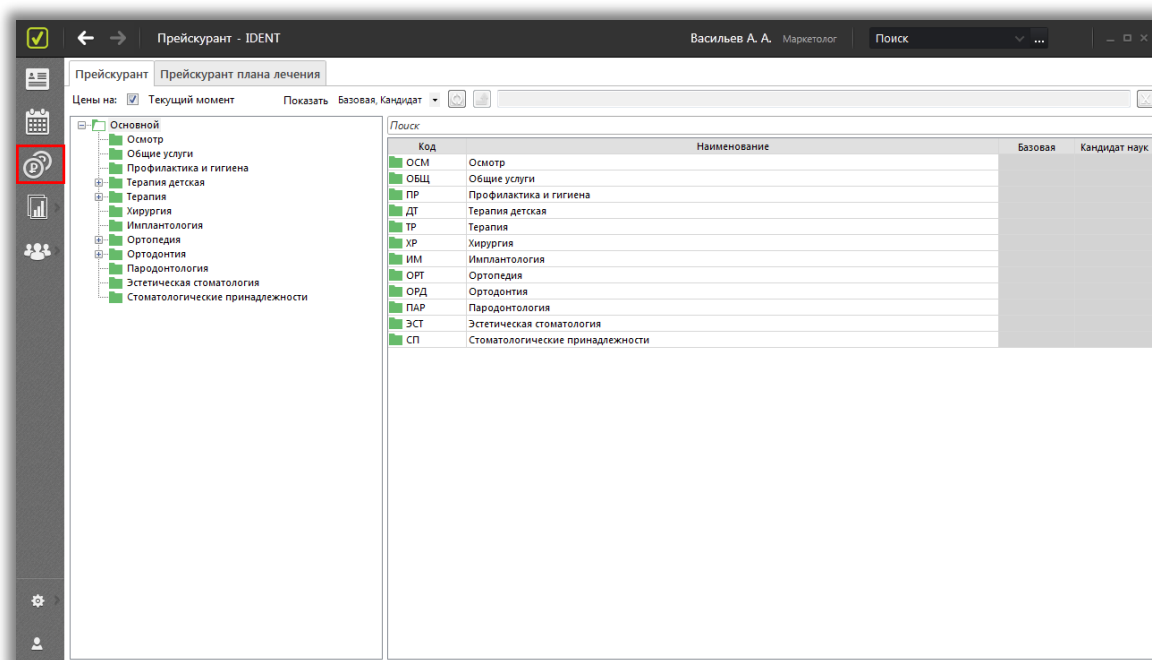 Прейскурант - IDENT
Васильев А. А. Маркетолог
Поиск
...
Прейскурант
Прейскурант плана лечения
Цены на: Текущий момент
Показать Базовая, Кандидат
Основной
Осмотр
Общие услуги
Профилактика и гигиена
Терапия детская
Терапия
Хирургия
Имплантология
Ортопедия
Ортодонтия
Пародонтология
Эстетическая стоматология
Стоматологические принадлежности
Поиск
Код Наименование Базовая Кандидат наук
ОСМ Осмотр
ОБЩ Общие услуги
ПР Профилактика и гигиена
ДТ Терапия детская
ТР Терапия
ХР Хирургия
ИМ Имплантология
ОРТ Ортопедия
ОРД Ортодонтия
ПАР Пародонтология
ЭСТ Эстетическая стоматология
СП Стоматологические принадлежности